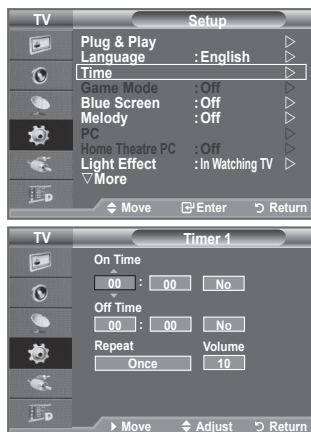 TV Setup
Plug & Play
Language : English
Time
Game Mode : Off
Blue Screen : Off
Melody : Off
PC
Home Theatre PC : Off
Light Effect : In Watching TV
▽More
Move Enter Return
TV Timer 1
On Time
00 : 00 No
Off Time
00 : 00 No
Repeat Volume
Once 10
Move Adjust Return